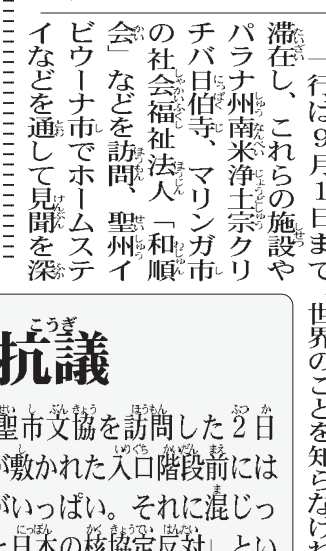 一行は9月1日まで
滞在し、これらの施設や
パラナ州南米浄土宗クリ
チバ日伯寺、マリンガ市
の社会福祉法人「和順
会」などを訪問、聖州イ
ビウーナ市でホームステ
イなどを通して見聞を深
世界のことを知らなけ
抗議
聖市文協を訪問した2日
が敷かれた入口階段前には
がいっぱい。それに混じっ
と日本の核協定反対」とい